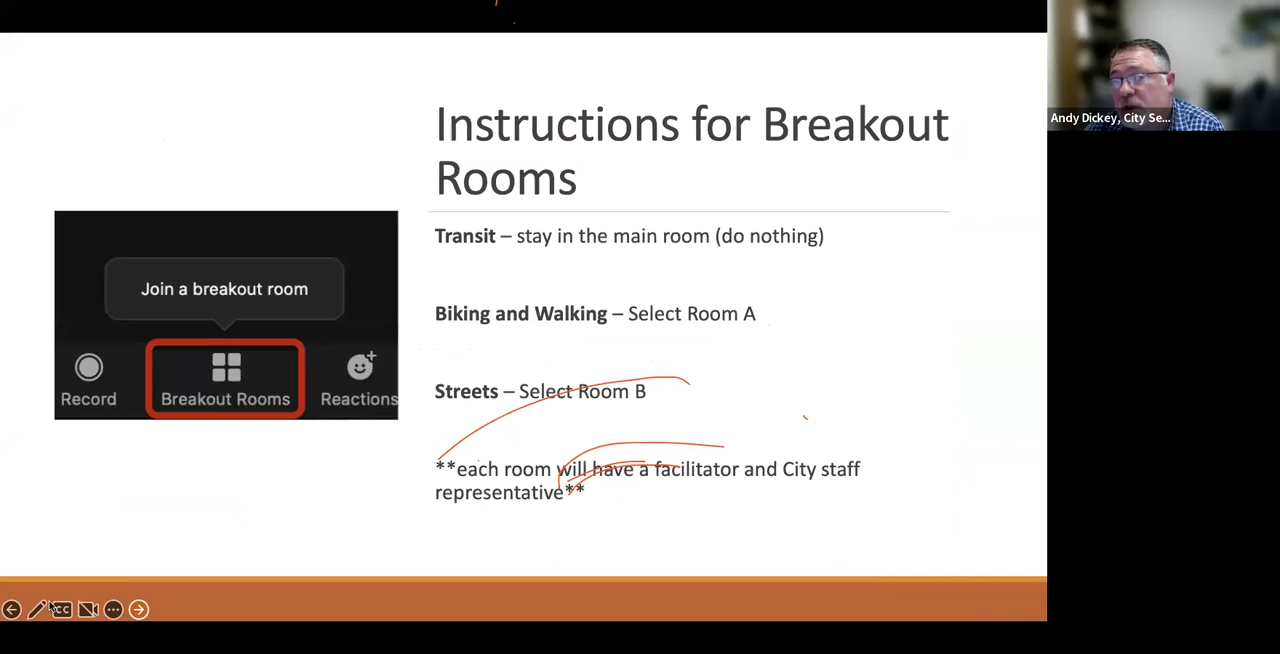 Instructions for Breakout
Rooms
Transit – stay in the main room (do nothing)
Biking and Walking – Select Room A
Streets – Select Room B
**each room will have a facilitator and City staff
representative**
Join a breakout room
Record
Breakout Rooms
Reactions
Andy Dickey, City Se...
CC